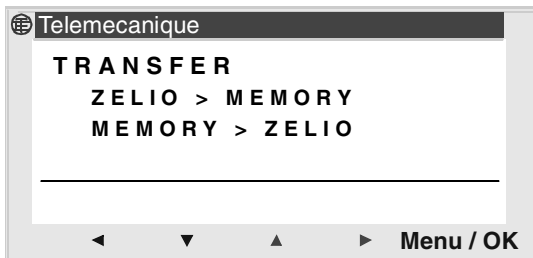 Telemecanique
TRANSFER
ZELIO > MEMORY
MEMORY > ZELIO
◄ ▼ ▲ ► Menu / OK